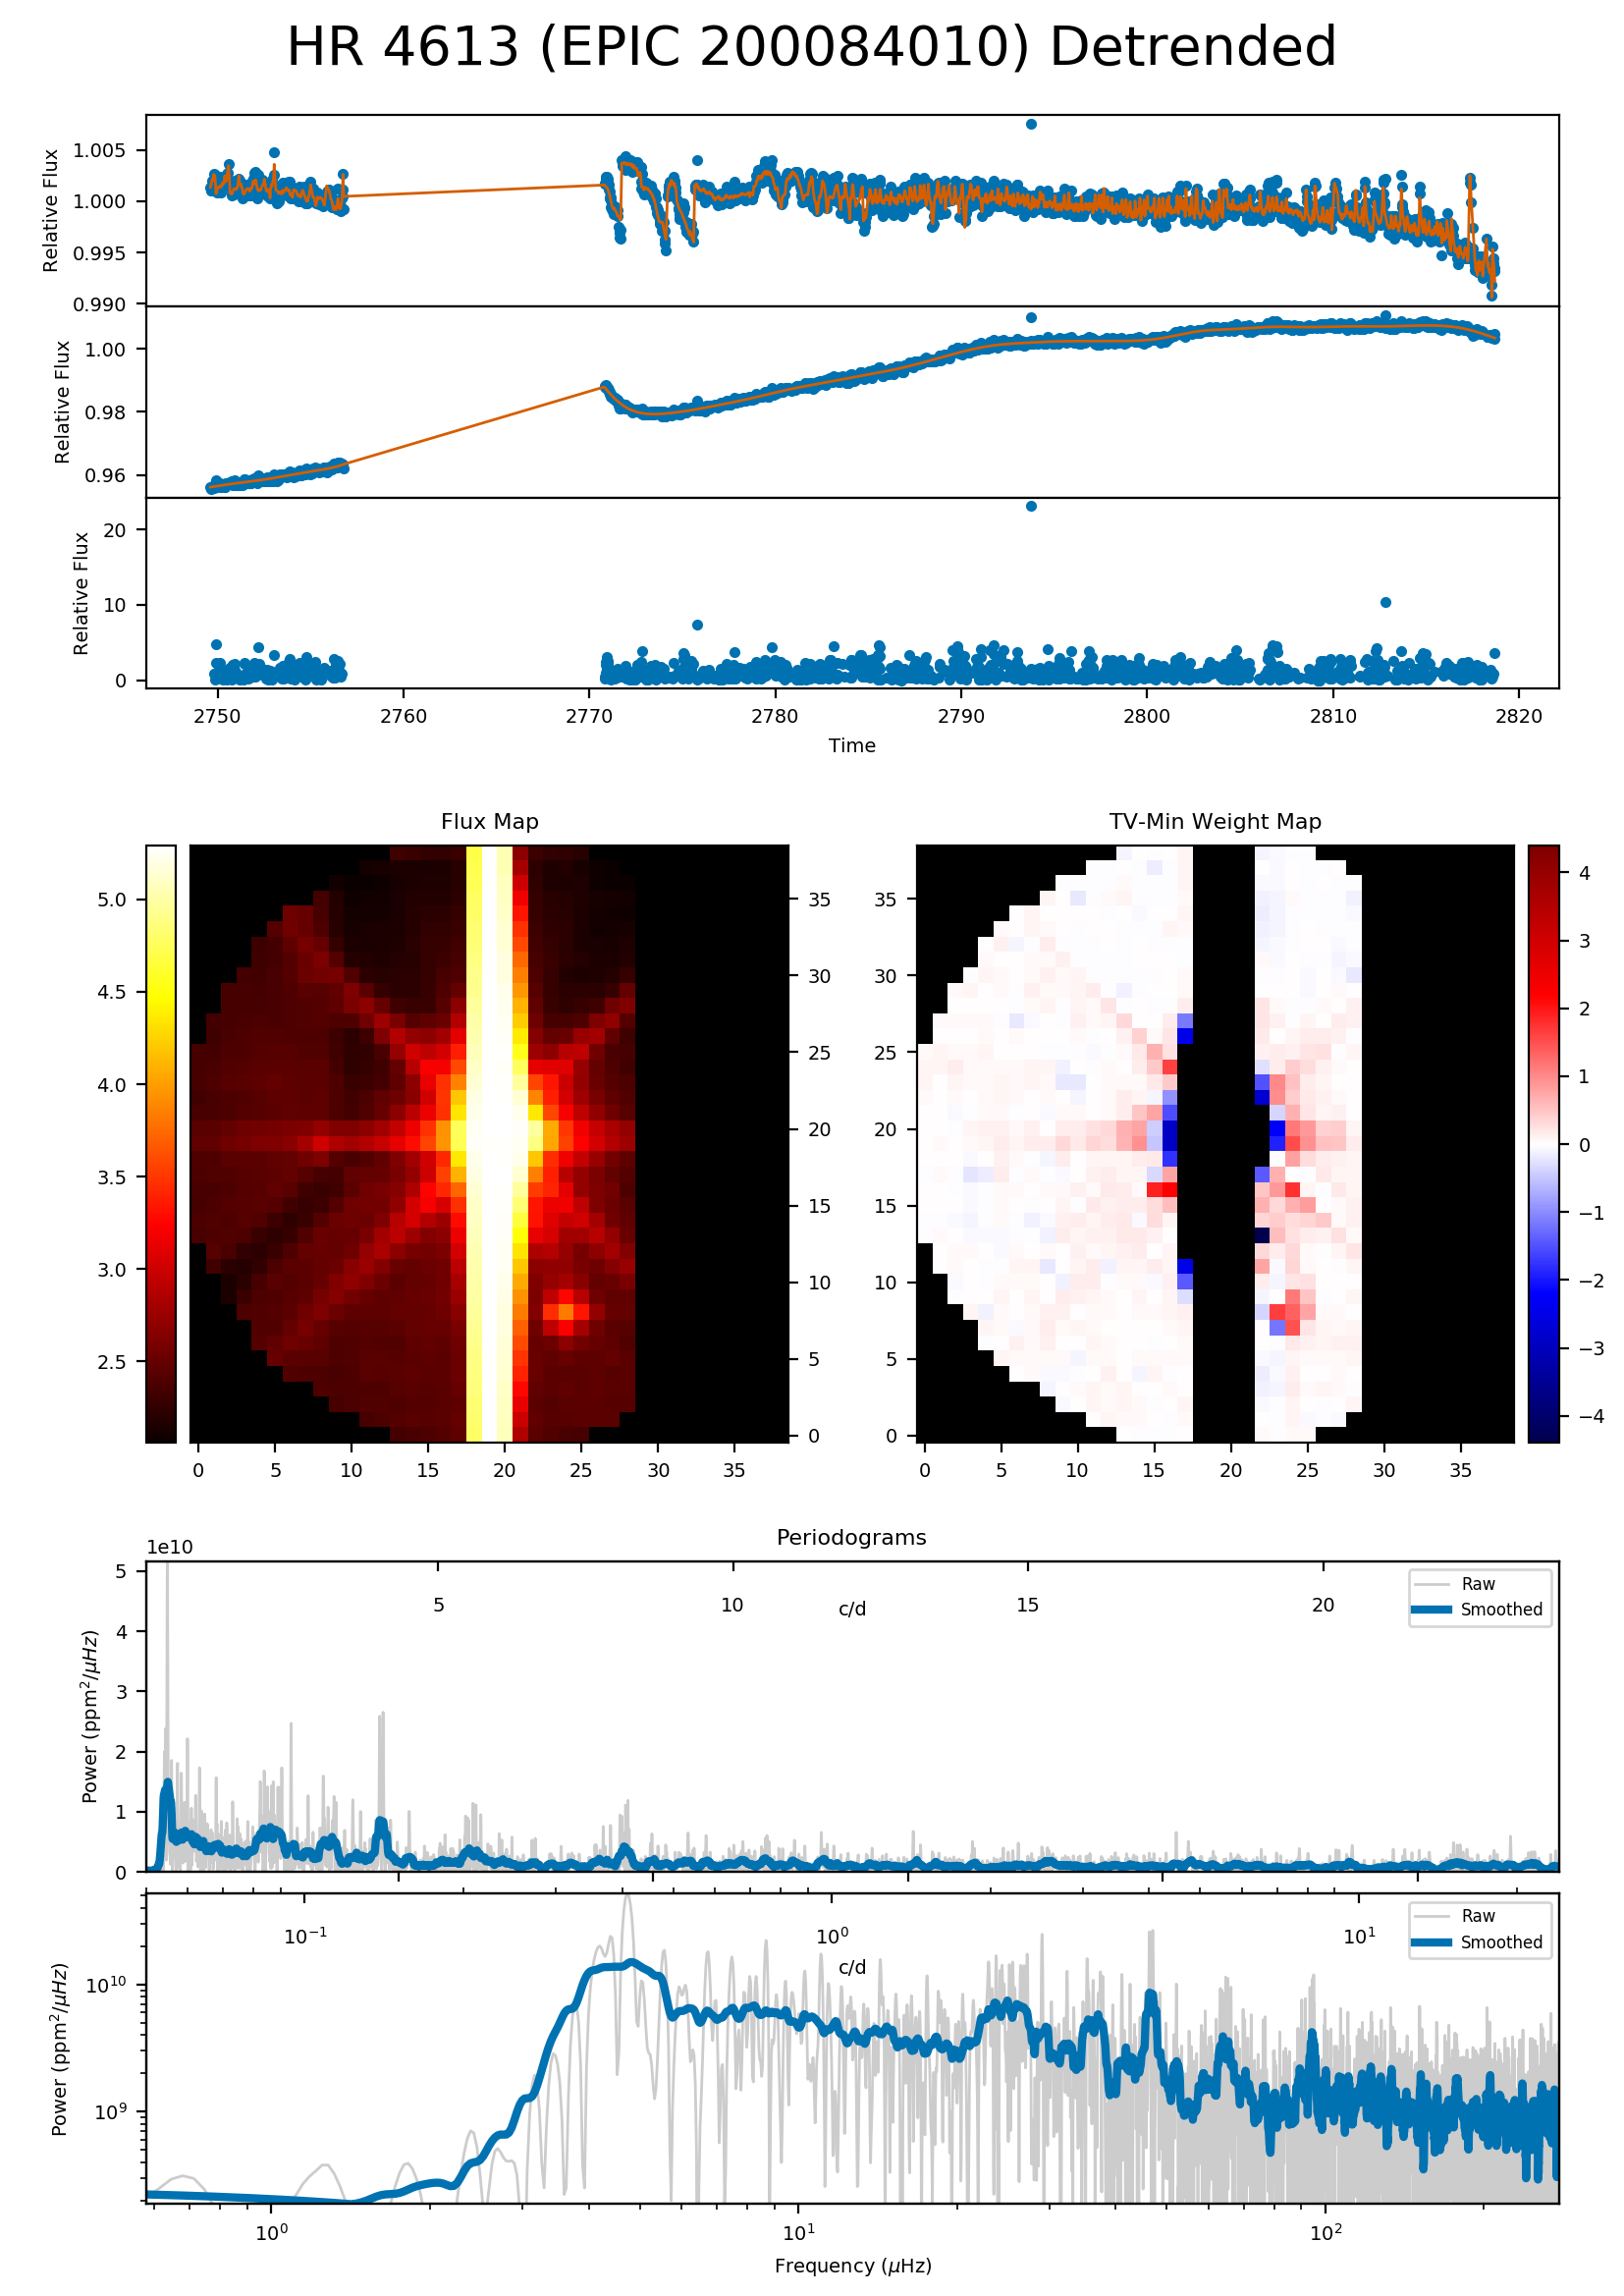 HR 4613 (EPIC 200084010) Detrended
1.005
1.000
0.995
0.990
Relative Flux
1.00
0.98
0.96
Relative Flux
20
10
0
Relative Flux
2750 2760 2770 2780 2790 2800 2810 2820
Time
Flux Map
5.0
4.5
4.0
3.5
3.0
2.5
35
30
25
20
15
10
5
0
0 5 10 15 20 25 30 35
TV-Min Weight Map
35
30
25
20
15
10
5
0
0 5 10 15 20 25 30 35
4
3
2
1
0
−1
−2
−3
−4
Periodograms
1e10
5
4
3
2
1
0
Power (ppm²/μHz)
5 10 15 20
c/d
Raw
Smoothed
10⁻¹ 10⁰ 10¹
c/d
Raw
Smoothed
10¹⁰
10⁹
Power (ppm²/μHz)
10⁰ 10¹ 10²
Frequency (μHz)